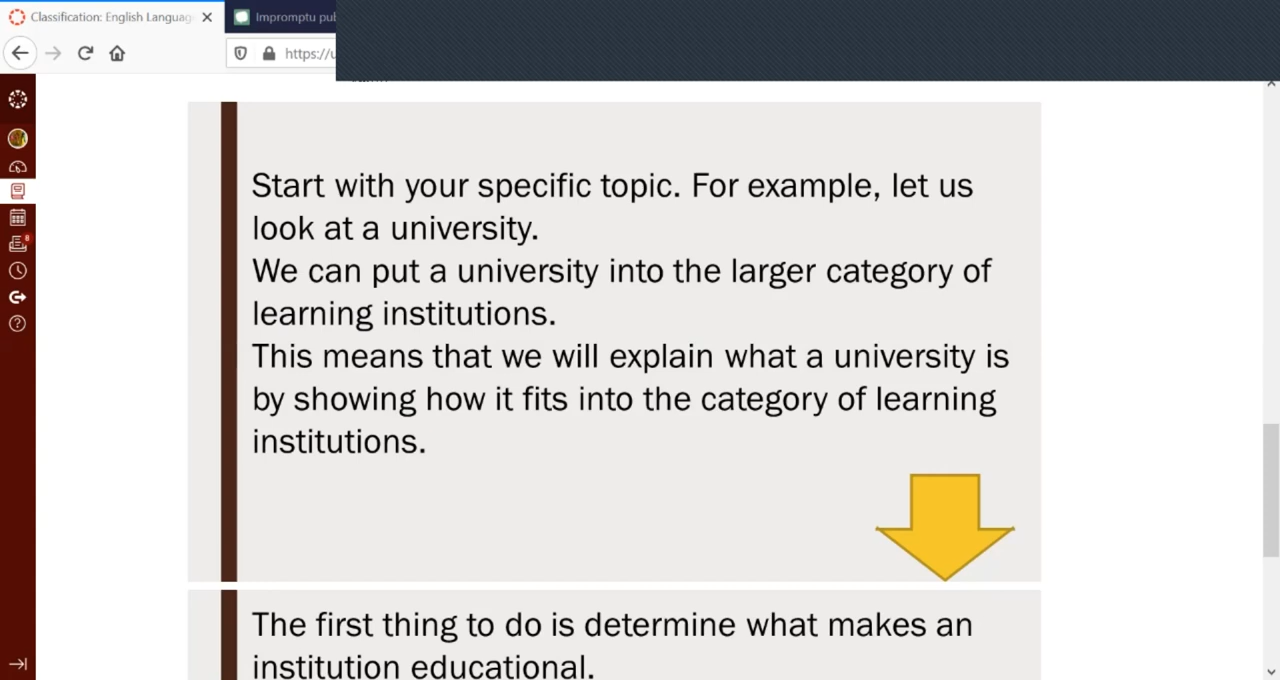 Classification: English Languag
Impromptu pub
https://u
8
Start with your specific topic. For example, let us
look at a university.
We can put a university into the larger category of
learning institutions.
This means that we will explain what a university is
by showing how it fits into the category of learning
institutions.
The first thing to do is determine what makes an
institution educational.